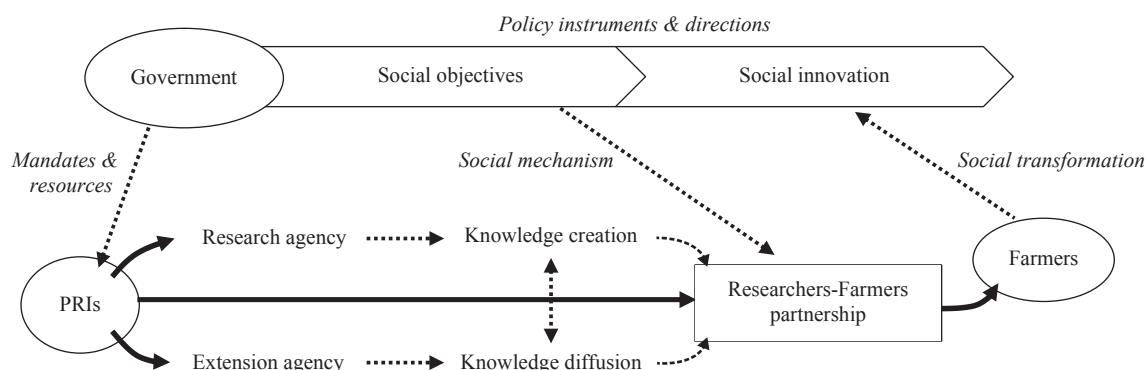 Policy instruments & directions
Government
Social objectives
Social innovation
Mandates &
resources
Social mechanism
Social transformation
Research agency
Knowledge creation
Farmers
PRIs
Researchers-Farmers
partnership
Extension agency
Knowledge diffusion